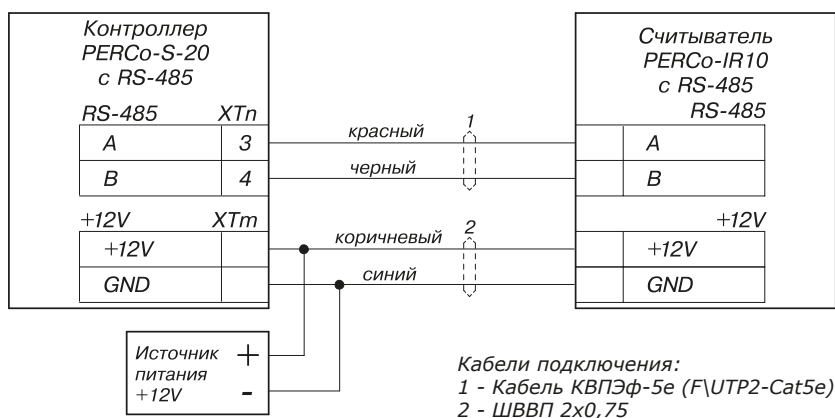 Контроллер
PERCo-S-20
с RS-485
RS-485 XTn
A 3
B 4
+12V XTm
+12V
GND
красный 1
черный
коричневый 2
синий
Считыватель
PERCo-IR10
с RS-485
RS-485
A
B
+12V
+12V
GND
Источник +
питания
+12V -
Кабели подключения:
1 - Кабель КВПЭф-5е (F\UTP2-Cat5e)
2 - ШВВП 2х0,75